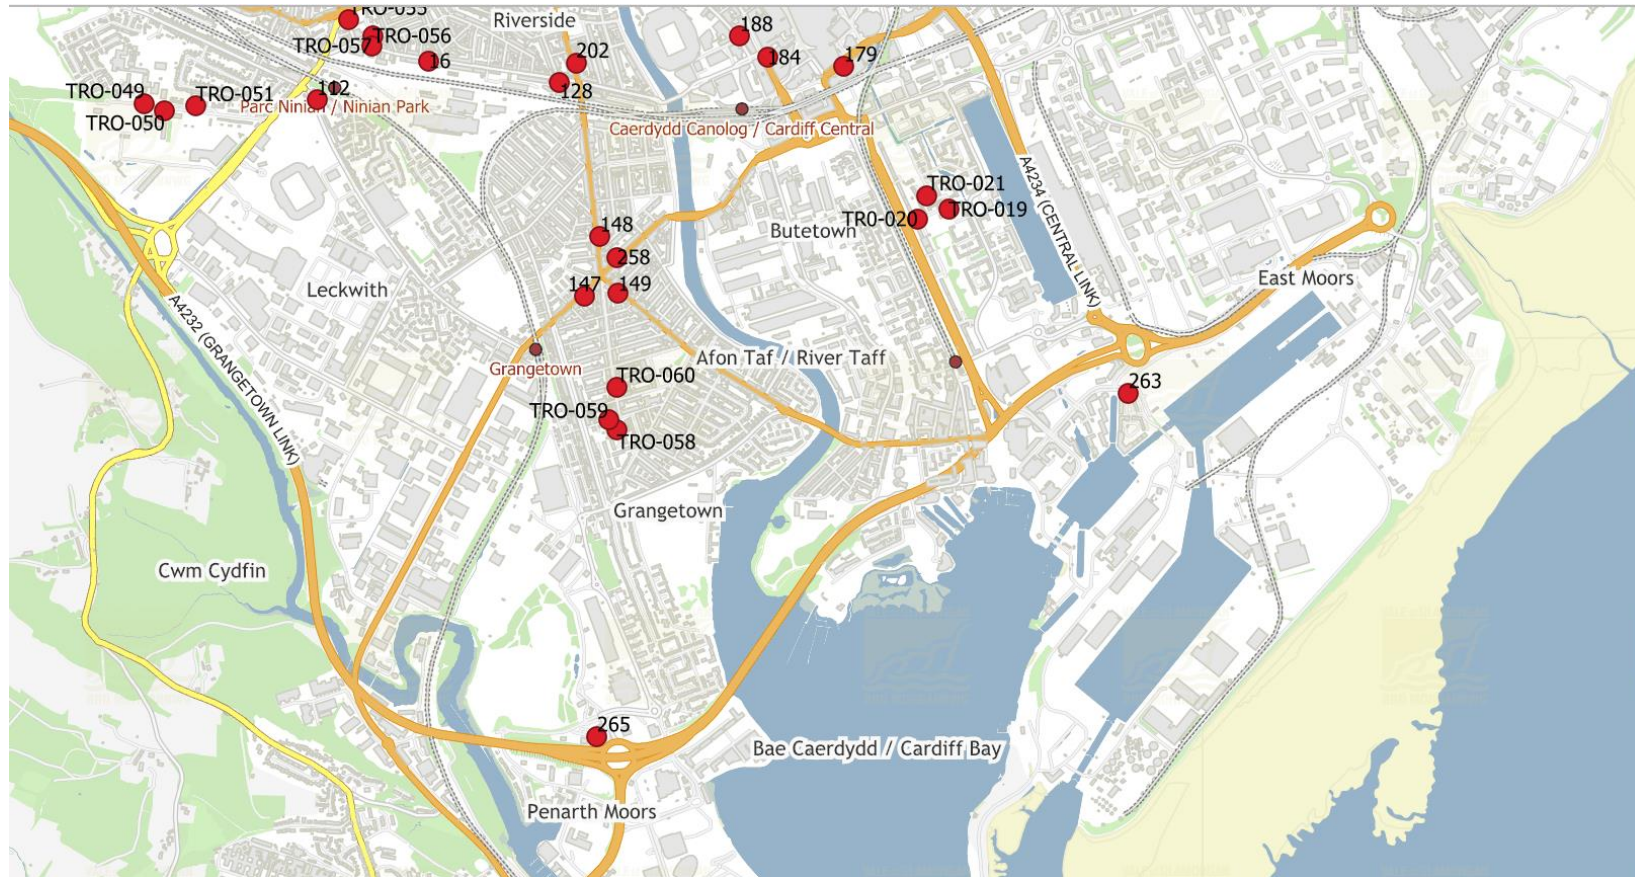 TRO-055
Riverside
188
TRO-056
TRO-057
16
202
184
179
128
112
TRO-049
TRO-051
TRO-050
Parc Ninian / Ninian Park
Caerdydd Canolog / Cardiff Central
A4234 (CENTRAL LINK)
TRO-021
TRO-019
TR0-020
Butetown
148
258
East Moors
Leckwith
147
149
A4232 (GRANGETOWN LINK)
Afon Taf / River Taff
Grangetown
TRO-060
263
TRO-059
TRO-058
Grangetown
Cwm Cydfin
265
Bae Caerdydd / Cardiff Bay
Penarth Moors